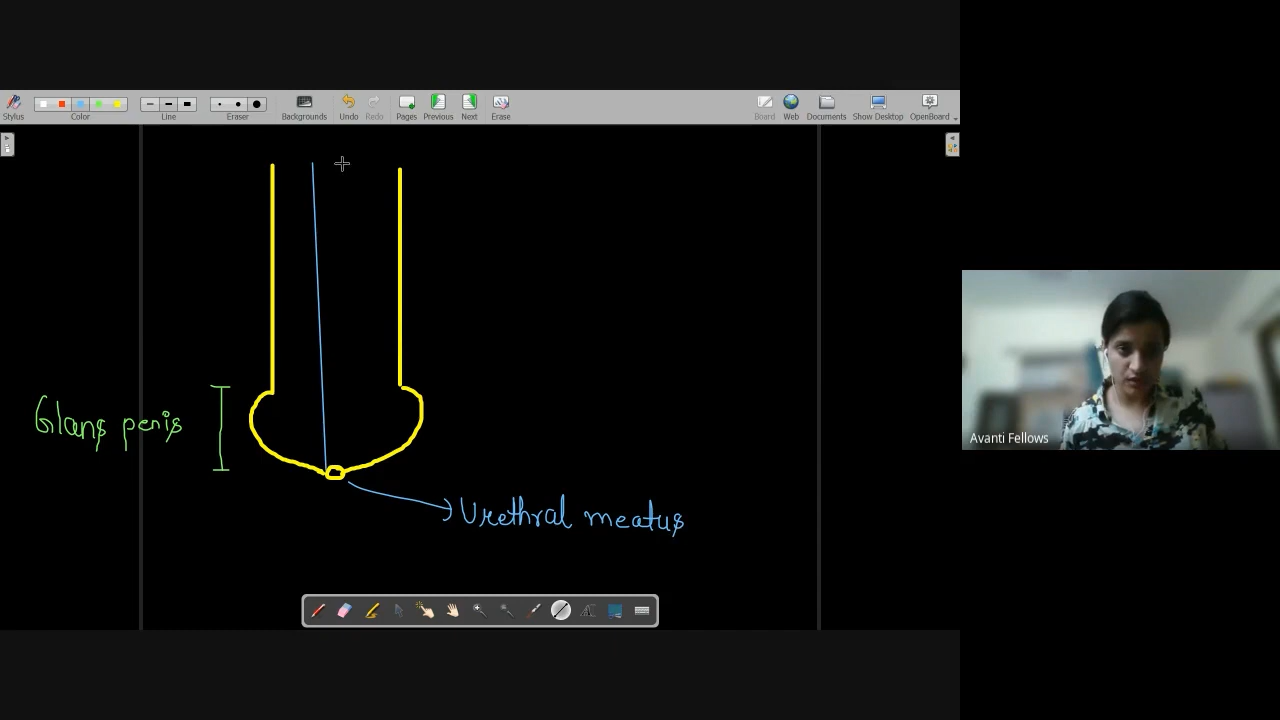 Stylus
Color
Line
Eraser
Backgrounds
Undo
Redo
Pages
Previous
Next
Erase
Board
Web
Documents
Show Desktop
OpenBoard
Glans penis
Urethral meatus
Avanti Fellows